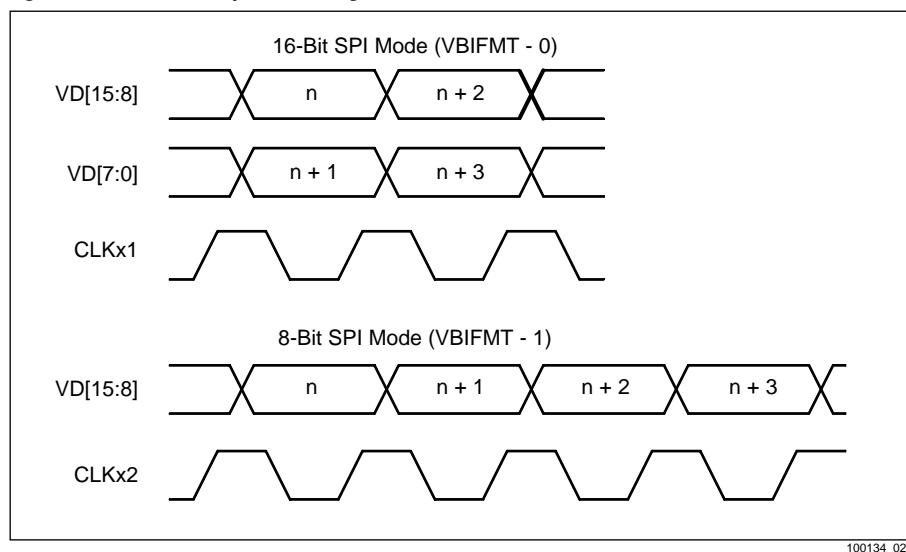 16-Bit SPI Mode (VBIFMT - 0)
VD[15:8]
n
n + 2
VD[7:0]
n + 1
n + 3
CLKx1
8-Bit SPI Mode (VBIFMT - 1)
VD[15:8]
n
n + 1
n + 2
n + 3
CLKx2
100134_02